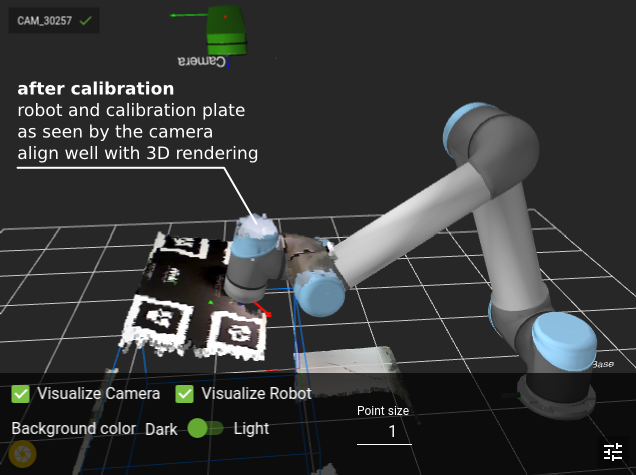 CAM_30257
Camera
after calibration
robot and calibration plate
as seen by the camera
align well with 3D rendering
Base
Visualize Camera
Visualize Robot
Point size
1
Background color
Dark
Light